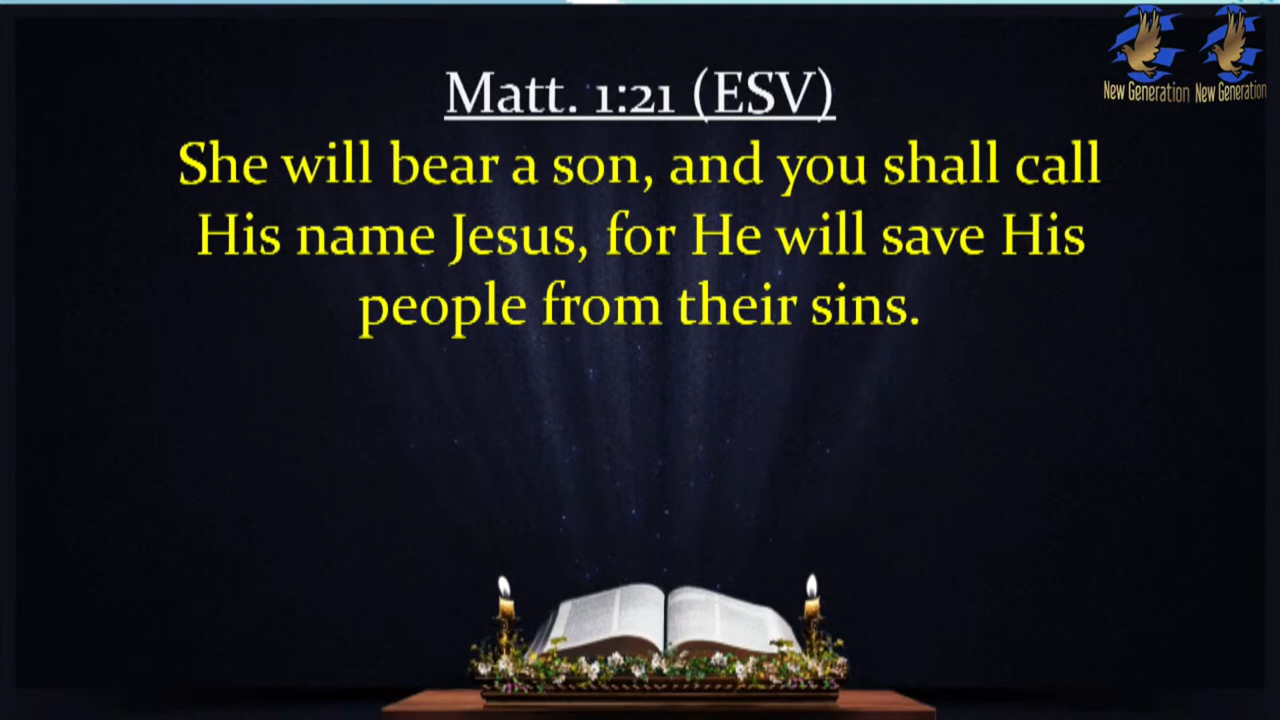 New Generation New Generation
Matt. 1:21 (ESV)
She will bear a son, and you shall call
His name Jesus, for He will save His
people from their sins.